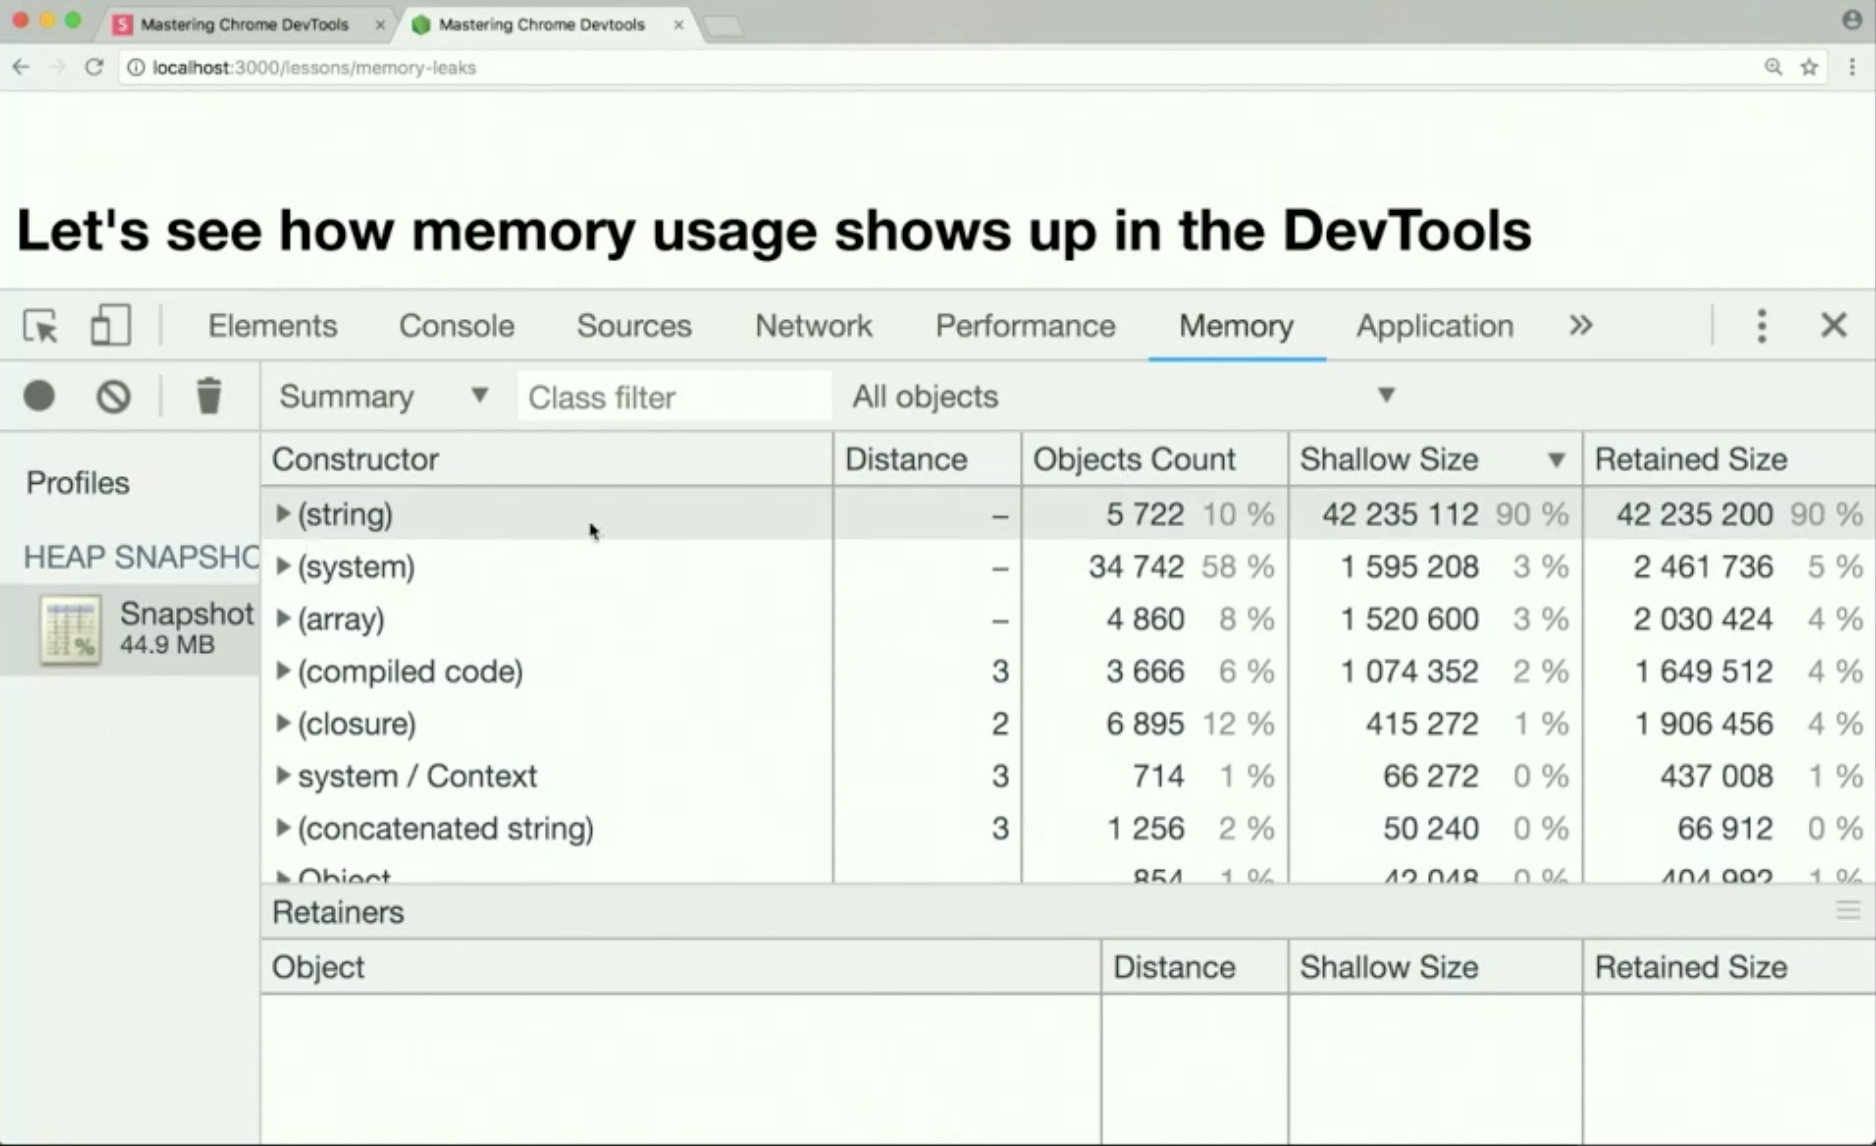 Mastering Chrome DevTools
Mastering Chrome Devtools
localhost:3000/lessons/memory-leaks
Let's see how memory usage shows up in the DevTools
Elements Console Sources Network Performance Memory Application »
Summary Class filter All objects
Profiles
HEAP SNAPSHO
Snapshot
44.9 MB
Constructor Distance Objects Count Shallow Size Retained Size
(string) – 5 722 10 % 42 235 112 90 % 42 235 200 90 %
(system) – 34 742 58 % 1 595 208 3 % 2 461 736 5 %
(array) – 4 860 8 % 1 520 600 3 % 2 030 424 4 %
(compiled code) 3 3 666 6 % 1 074 352 2 % 1 649 512 4 %
(closure) 2 6 895 12 % 415 272 1 % 1 906 456 4 %
system / Context 3 714 1 % 66 272 0 % 437 008 1 %
(concatenated string) 3 1 256 2 % 50 240 0 % 66 912 0 %
Object 854 1 % 42 048 0 % 404 992 1 %
Retainers
Object Distance Shallow Size Retained Size